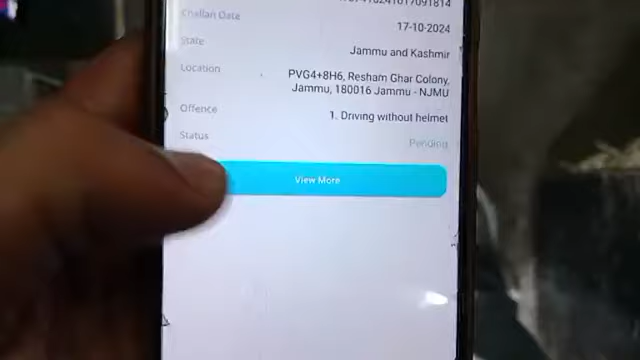 Challan Date
17-10-2024
State
Jammu and Kashmir
Location
PVG4+8H6, Resham Ghar Colony,
Jammu, 180016 Jammu - NJMU
Offence
1. Driving without helmet
Status
Pending
View More